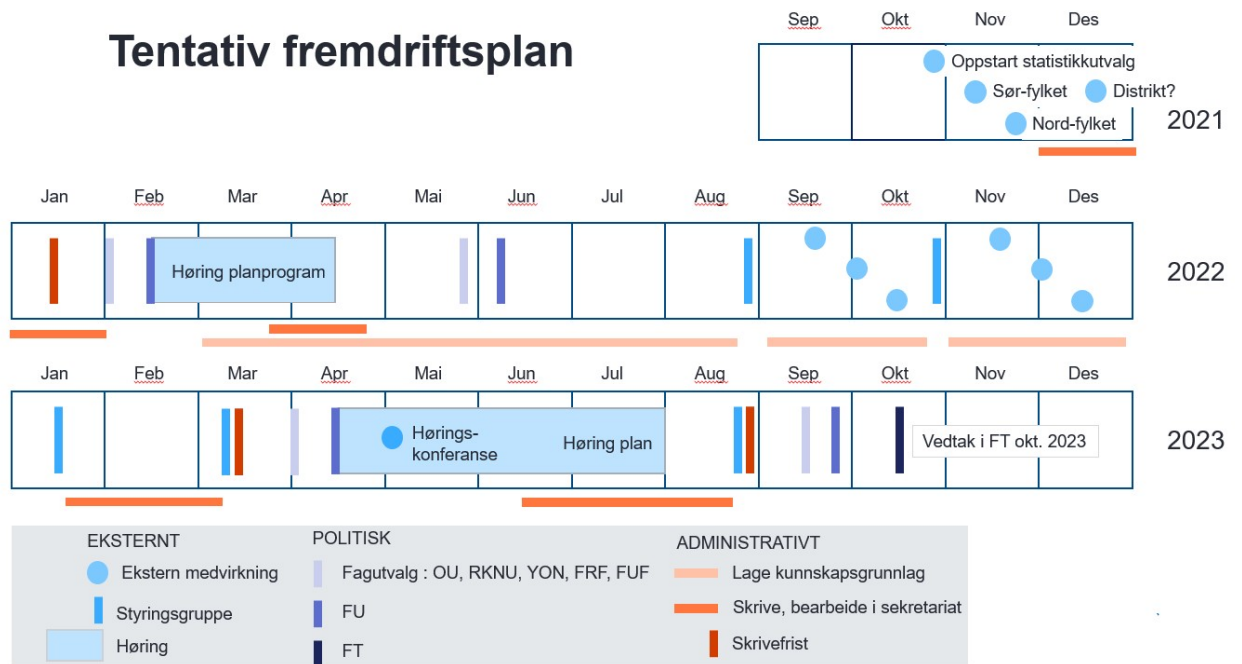 Tentativ fremdriftsplan
Sep Okt Nov Des
Oppstart statistikkutvalg
Sør-fylket Distrikt?
Nord-fylket
2021
Jan Feb Mar Apr Mai Jun Jul Aug Sep Okt Nov Des
Høring planprogram
2022
Jan Feb Mar Apr Mai Jun Jul Aug Sep Okt Nov Des
Hørings-
konferanse
Høring plan
Vedtak i FT okt. 2023
2023
EKSTERNT
Ekstern medvirkning
Styringsgruppe
Høring
POLITISK
Fagutvalg : OU, RKNU, YON, FRF, FUF
FU
FT
ADMINISTRATIVT
Lage kunnskapsgrunnlag
Skrive, bearbeide i sekretariat
Skrivefrist